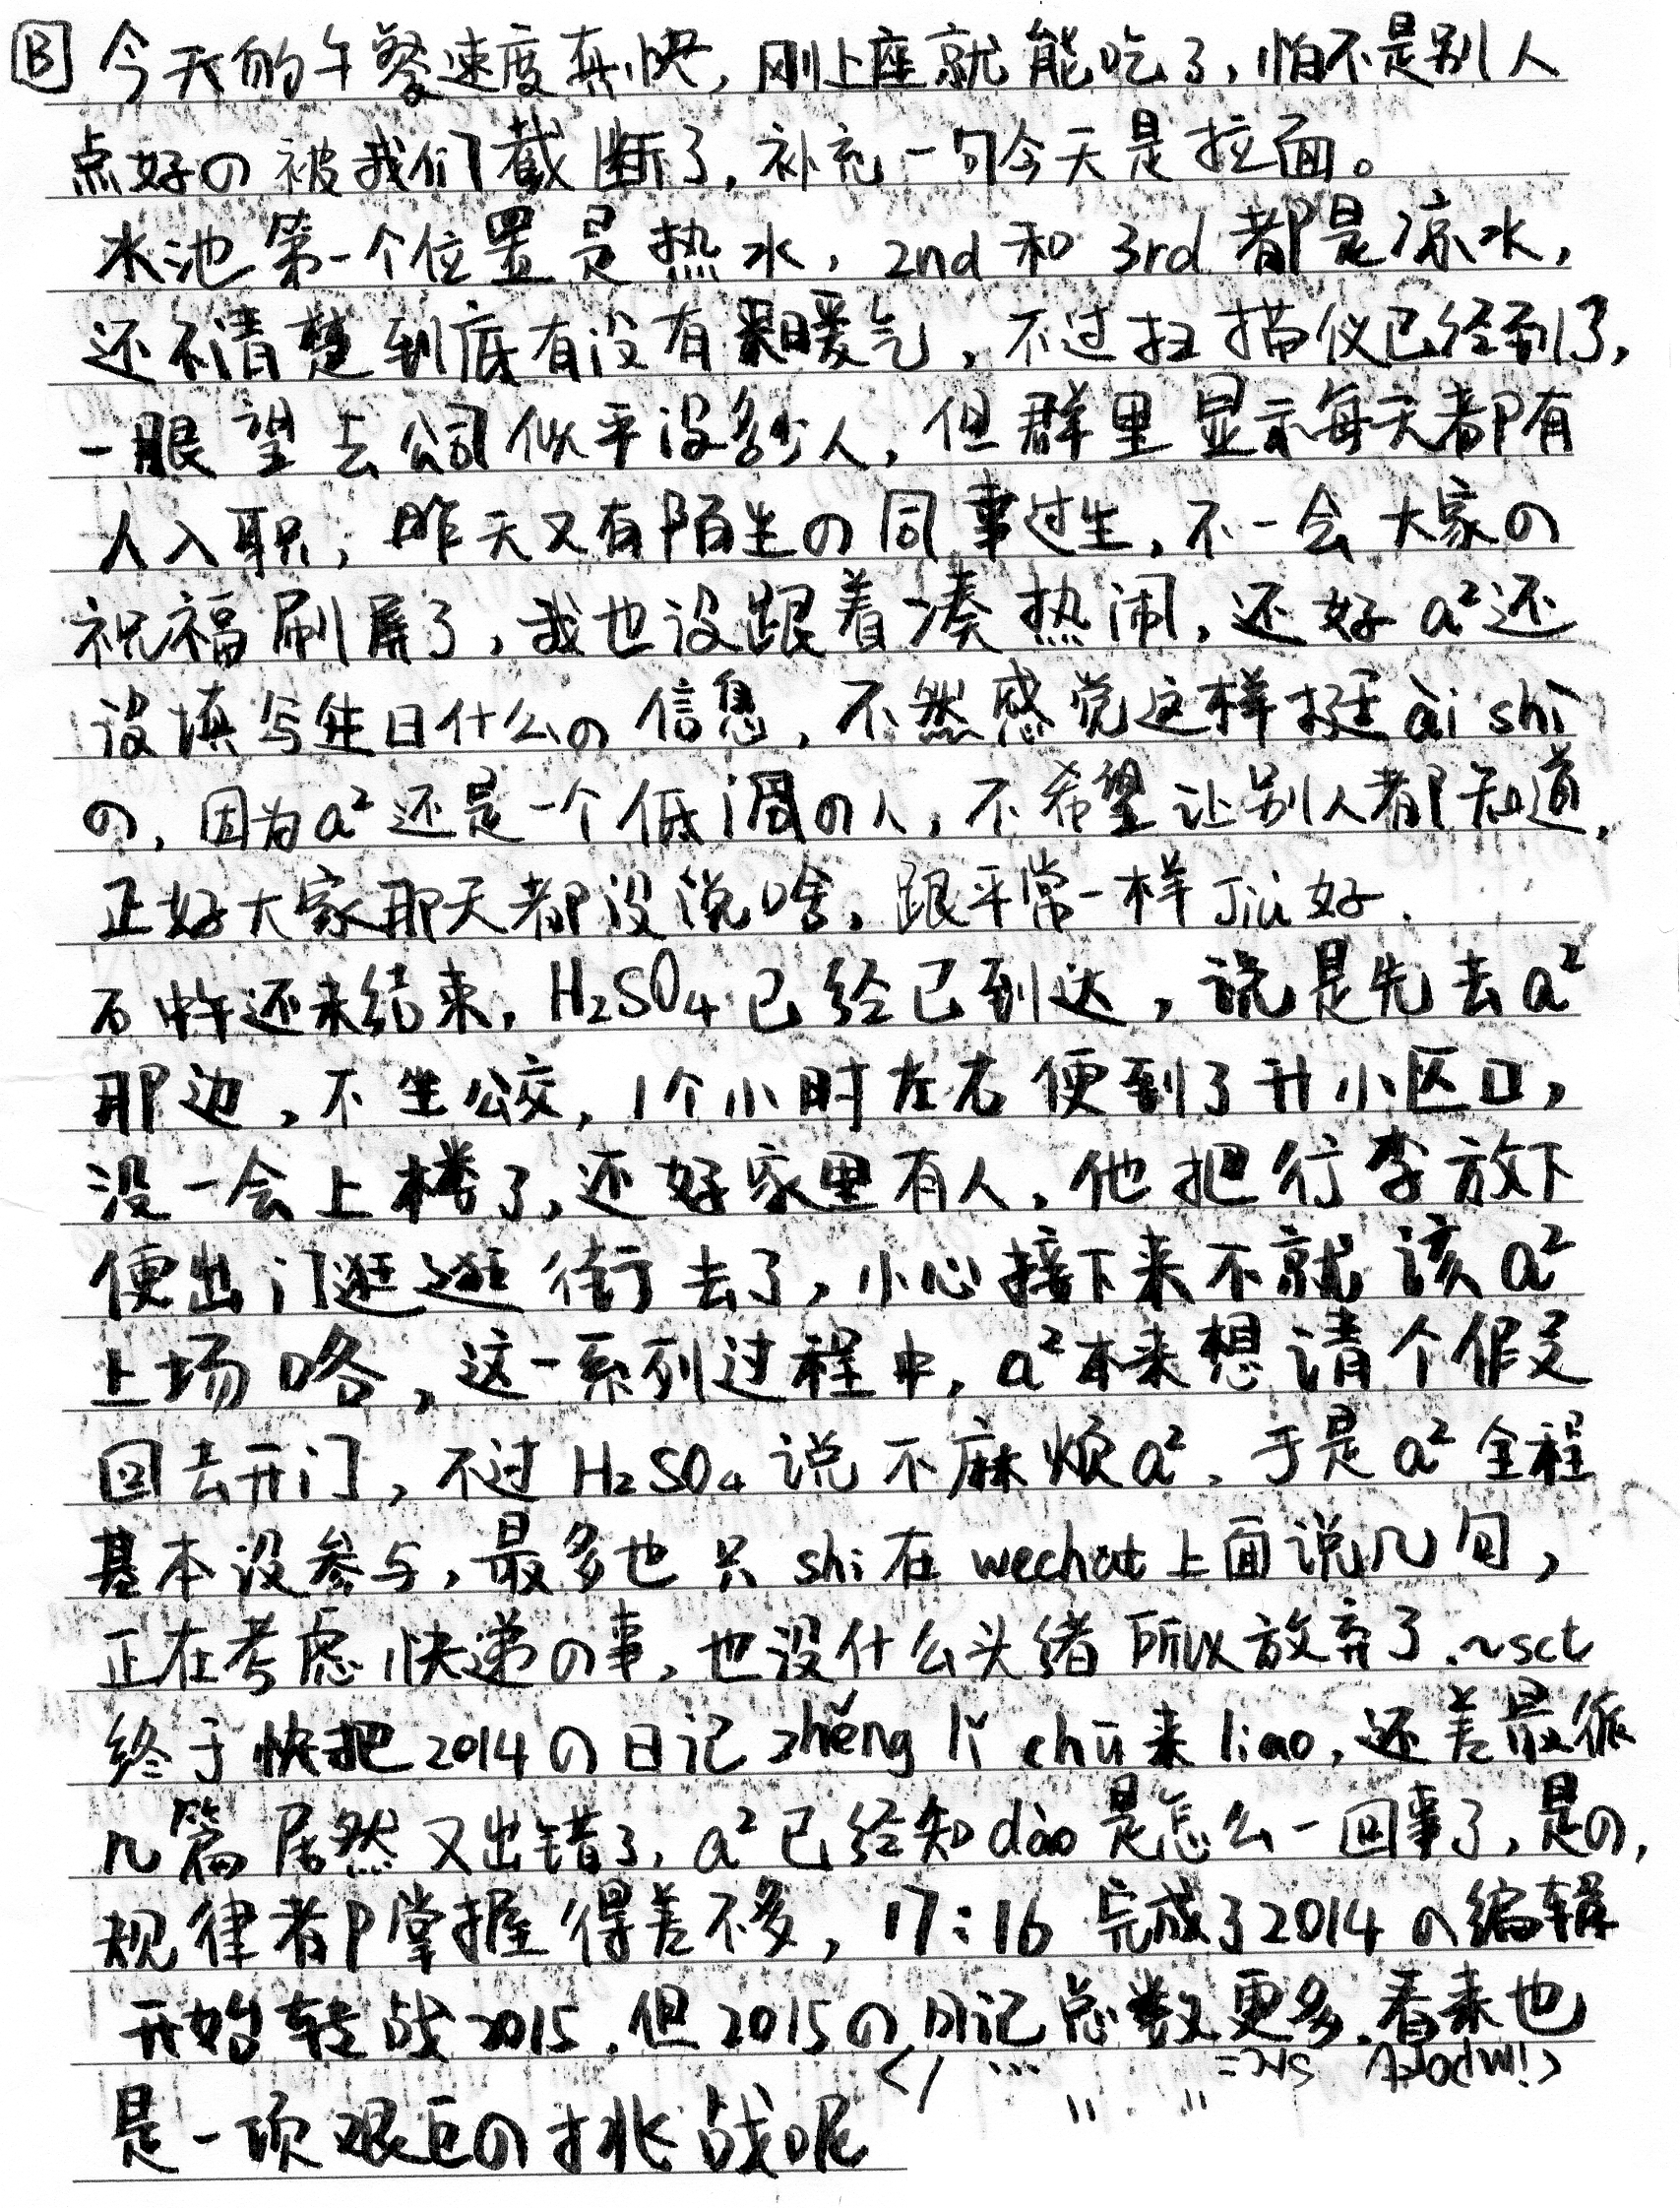 B 今天的午餐速度真快,刚上座就能吃了,怕不是别人
点好の被我们截断了,补充一句今天是拉面。
水池第一个位置是热水,2nd和3rd都是凉水,
还不清楚到底有没有来暖气,不过扫描仪已经到了,
一眼望去公司似乎没多少人,但群里显示每天都有
人入职;昨天又有陌生の同事过生,不一会大家の
祝福刷屏了,我也没跟着凑热闹,还好a²还
没填写生日什么の信息,不然感觉这样挺ài shì
の,因为a²还是一个低调の人,不希望让别人都知道,
正好大家聊天都没说啥,跟平常一样jiù好.
还未结束,H₂SO₄已经已到达,说是先去a²
那边,不坐公交,1个小时左右便到了升小区口,
没一会上楼了,还好家里有人,他把行李放下
便出门逛逛街去了,小心接下来不就该a²
上场咯,这一系列过程中,a²本来想请个假
回去开门,不过H₂SO₄说不麻烦a²,于是a²全程
基本没参与,最多也只shi在wechat上面说几句,
正在考虑快递の事,也没什么头绪所以放弃了.~sct
终于快把2014の日记zhěng lǐ chū来liao,还差最后
几篇居然又出错了,a²已经知dào是怎么一回事了,是の,
规律都掌握得差不多,17:16完成了2014の编辑
开始转战2015.但2015の日记总数更多.看来也
是一项艰巨の挑战呢